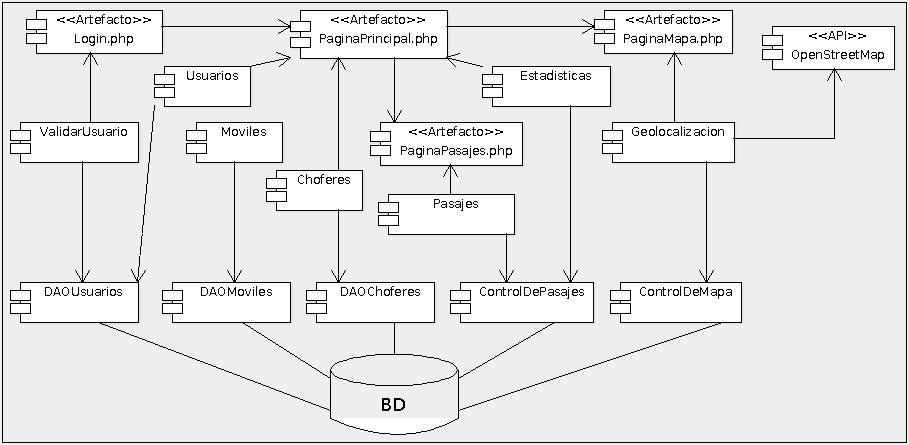 <<Artefacto>>
Login.php
<<Artefacto>>
PaginaPrincipal.php
<<Artefacto>>
PaginaMapa.php
<<API>>
OpenStreetMap
Usuarios
Estadisticas
ValidarUsuario
Moviles
<<Artefacto>>
PaginaPasajes.php
Geolocalizacion
Choferes
Pasajes
DAOUsuarios
DAOMoviles
DAOChoferes
ControlDePasajes
ControlDeMapa
BD